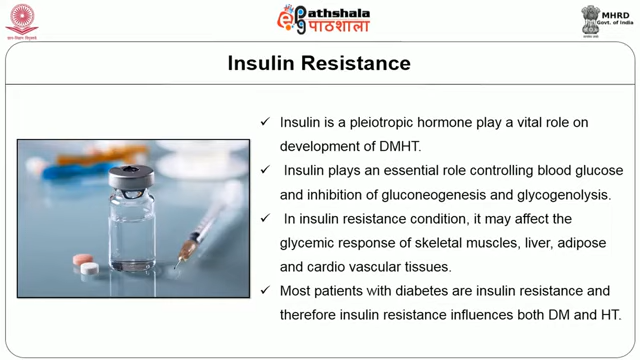 Pathshala
पाठशाला
MHRD
Govt. of India
Insulin Resistance
✓ Insulin is a pleiotropic hormone play a vital role on
development of DMHT.
✓ Insulin plays an essential role controlling blood glucose
and inhibition of gluconeogenesis and glycogenolysis.
✓ In insulin resistance condition, it may affect the
glycemic response of skeletal muscles, liver, adipose
and cardio vascular tissues.
✓ Most patients with diabetes are insulin resistance and
therefore insulin resistance influences both DM and HT.